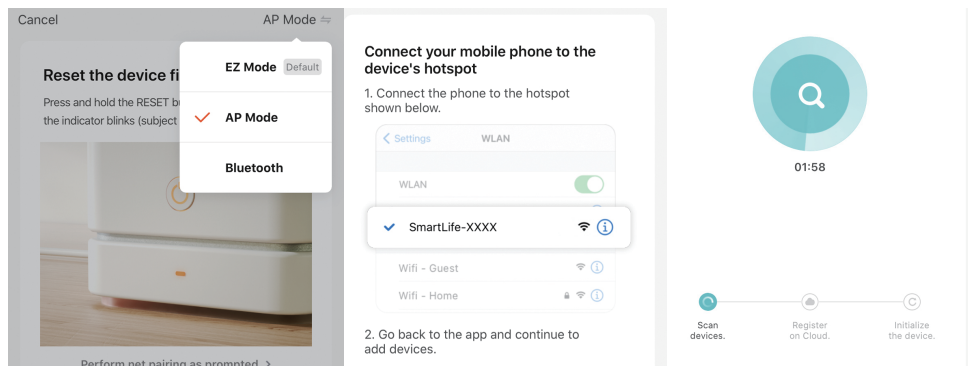 Cancel
AP Mode
EZ Mode Default
AP Mode
Bluetooth
Reset the device fi
Press and hold the RESET bu
the indicator blinks (subject
Perform net pairing as prompted >
Connect your mobile phone to the
device's hotspot
1. Connect the phone to the hotspot
shown below.
Settings WLAN
WLAN
SmartLife-XXXX
Wifi - Guest
Wifi - Home
2. Go back to the app and continue to
add devices.
01:58
Scan
devices.
Register
on Cloud.
Initialize
the device.